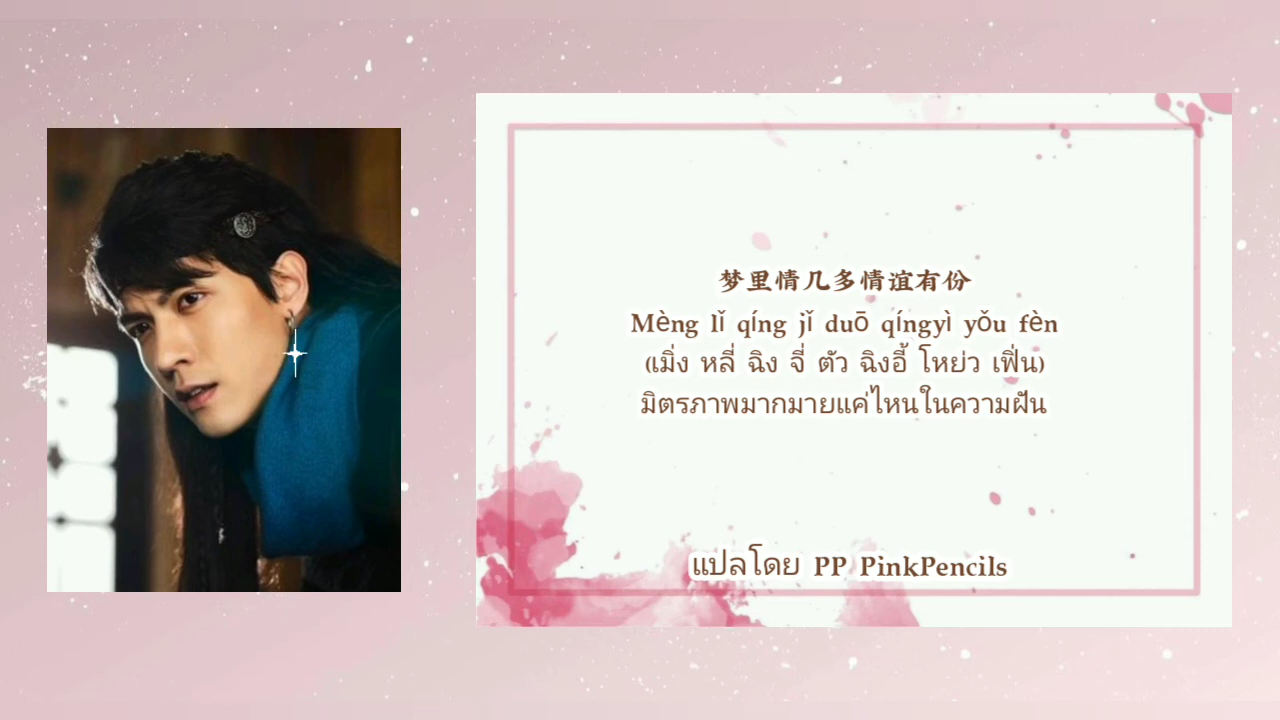 梦里情几多情谊有份
Mèng lǐ qíng jǐ duō qíngyì yǒu fèn
(เมิ่ง หลี่ ฉิง จี่ ตัว ฉิงอี้ โหย่ว เฟิ่น)
มิตรภาพมากมายแค่ไหนในความฝัน
แปลโดย PP PinkPencils